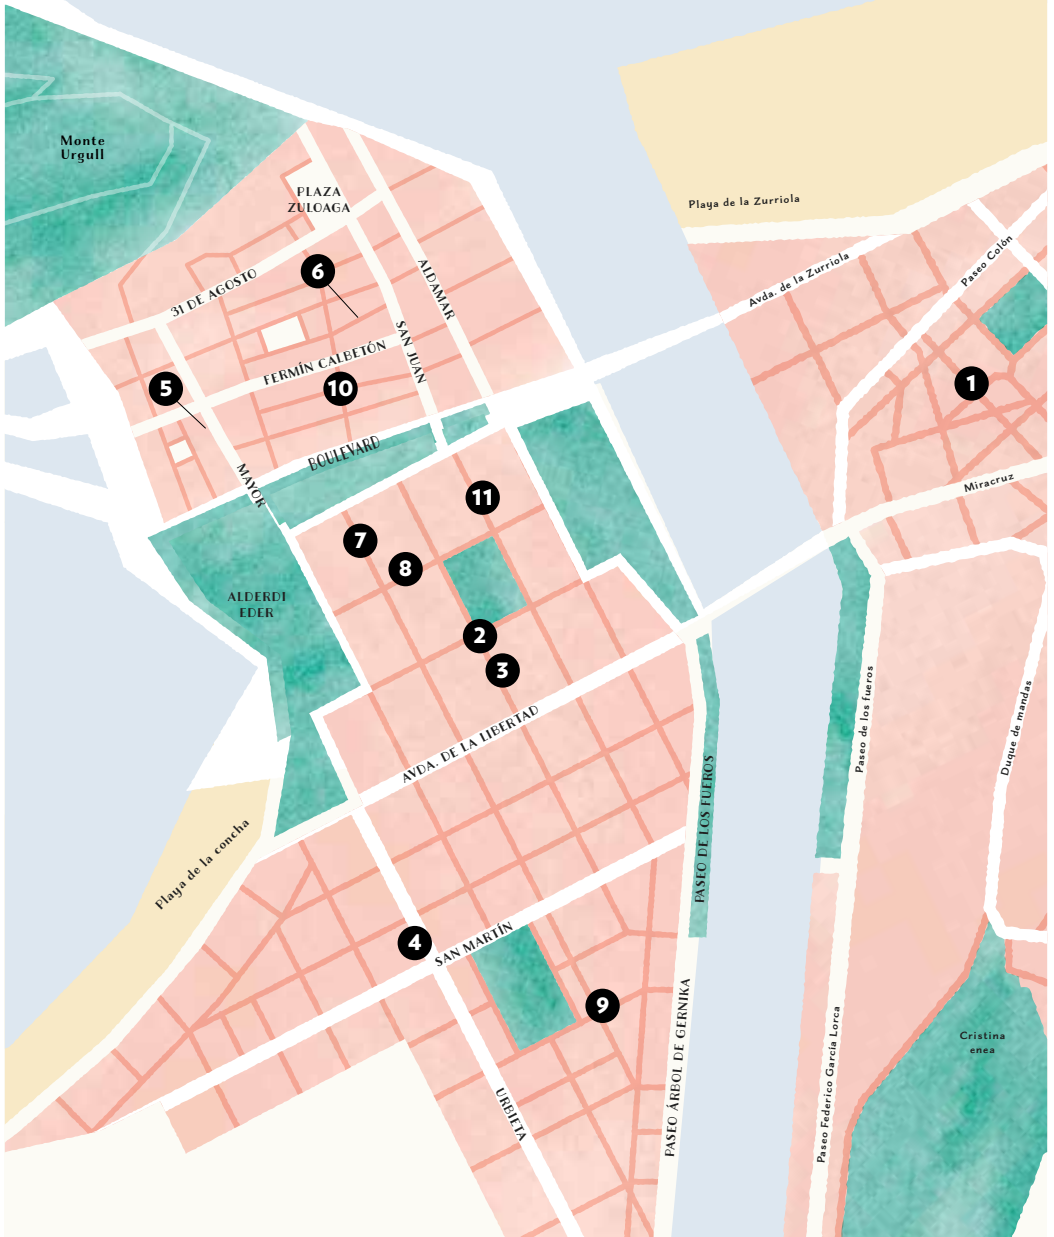 Monte
Urgull
PLAZA
ZULOAGA
Playa de la Zurriola
Paseo Colón
Avda. de la Zurriola
6
31 DE AGOSTO
ALDAMAR
SAN JUAN
FERMÍN CALBETÓN
5
10
1
BOULEVARD
MAYOR
Miracruz
11
7
8
ALDERDI
EDER
2
3
AVDA. DE LA LIBERTAD
Paseo de los fueros
Duque de mandas
PASEO DE LOS FUEROS
Playa de la concha
4
SAN MARTÍN
9
PASEO ÁRBOL DE GERNIKA
Cristina
enea
Paseo Federico García Lorca
URBIETA